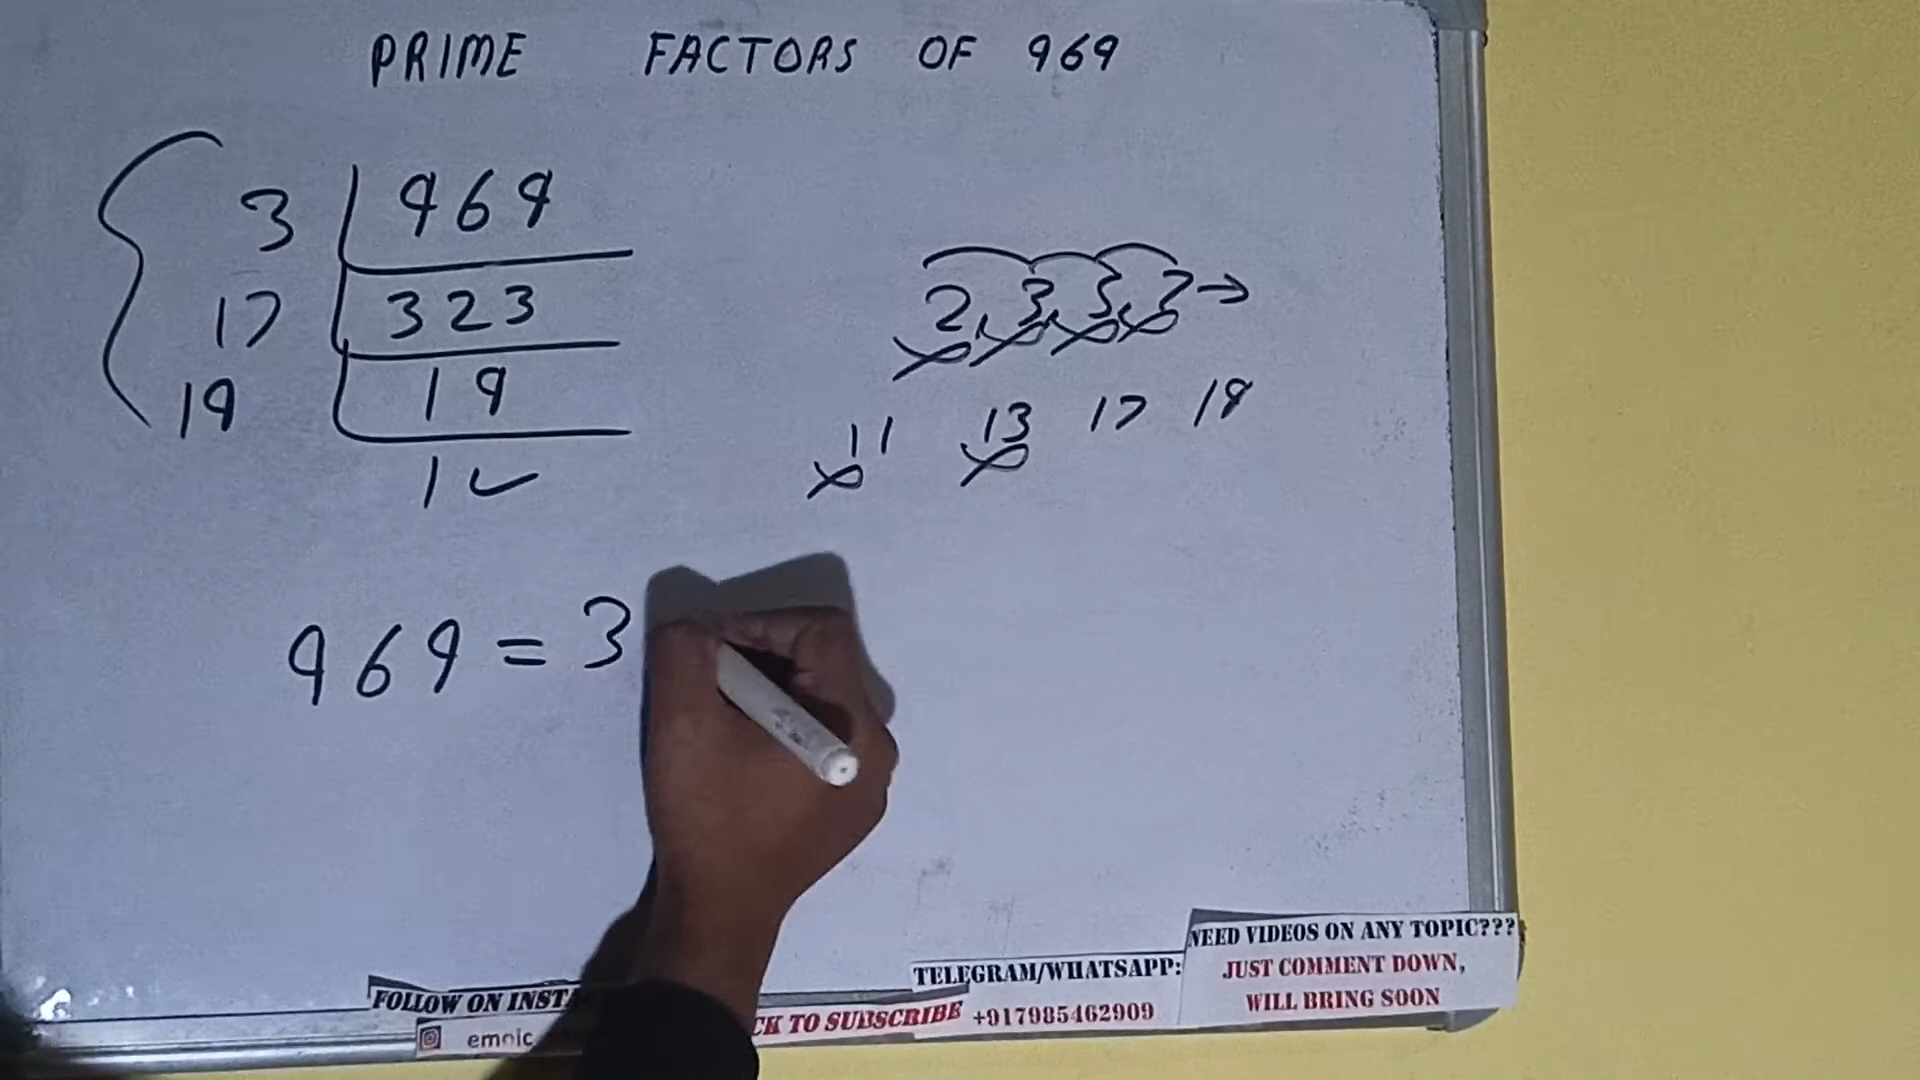 PRIME FACTORS OF 969
3 | 969
17 | 323
19 | 19
1
2, 3, 5, 7 →
11 13 17 19
969 = 3
FOLLOW ON INSTA
emoic
CK TO SUBSCRIBE
TELEGRAM/WHATSAPP:
+917985462909
NEED VIDEOS ON ANY TOPIC???
JUST COMMENT DOWN,
WILL BRING SOON